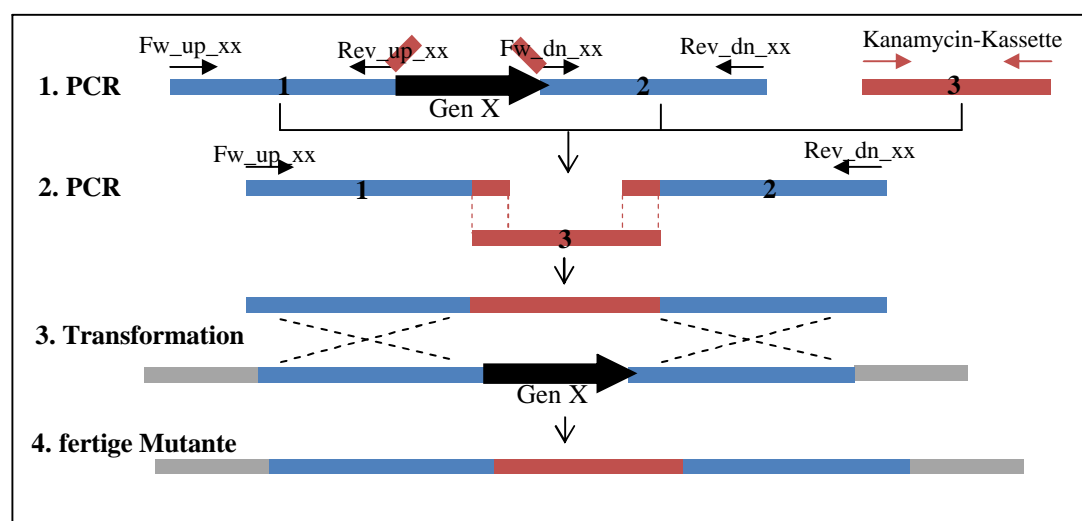 Fw_up_xx Rev_up_xx Fw_dn_xx Rev_dn_xx Kanamycin-Kassette
1. PCR 1 2 3
Gen X
Fw_up_xx Rev_dn_xx
2. PCR 1 2
3
3. Transformation
Gen X
4. fertige Mutante